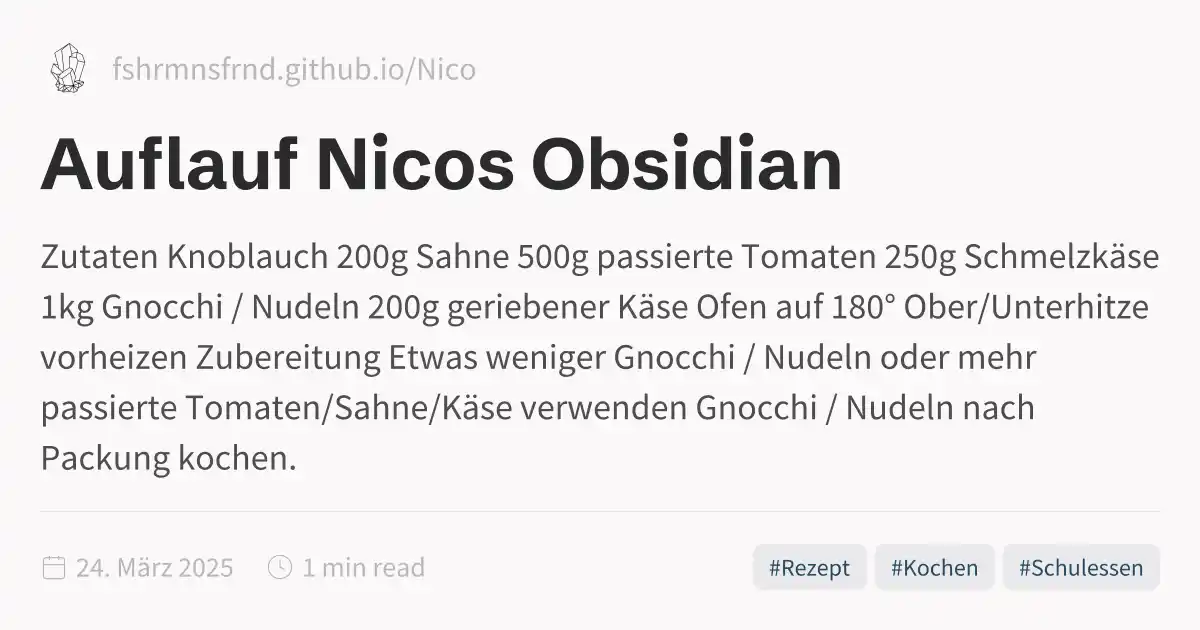 fshrmnsfrnd.github.io/Nico
Auflauf Nicos Obsidian
Zutaten Knoblauch 200g Sahne 500g passierte Tomaten 250g Schmelzkäse
1kg Gnocchi / Nudeln 200g geriebener Käse Ofen auf 180° Ober/Unterhitze
vorheizen Zubereitung Etwas weniger Gnocchi / Nudeln oder mehr
passierte Tomaten/Sahne/Käse verwenden Gnocchi / Nudeln nach
Packung kochen.
24. März 2025 1 min read #Rezept #Kochen #Schulessen